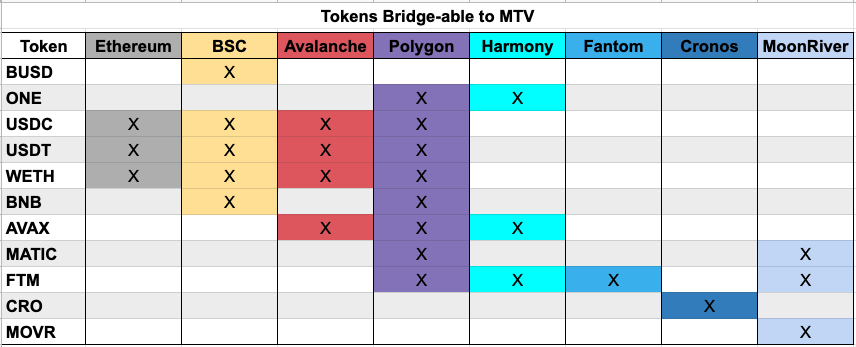 Tokens Bridge-able to MTV
Token Ethereum BSC Avalanche Polygon Harmony Fantom Cronos MoonRiver
BUSD X
ONE X X
USDC X X X X
USDT X X X X
WETH X X X X
BNB X X
AVAX X X X
MATIC X X
FTM X X X X
CRO X
MOVR X